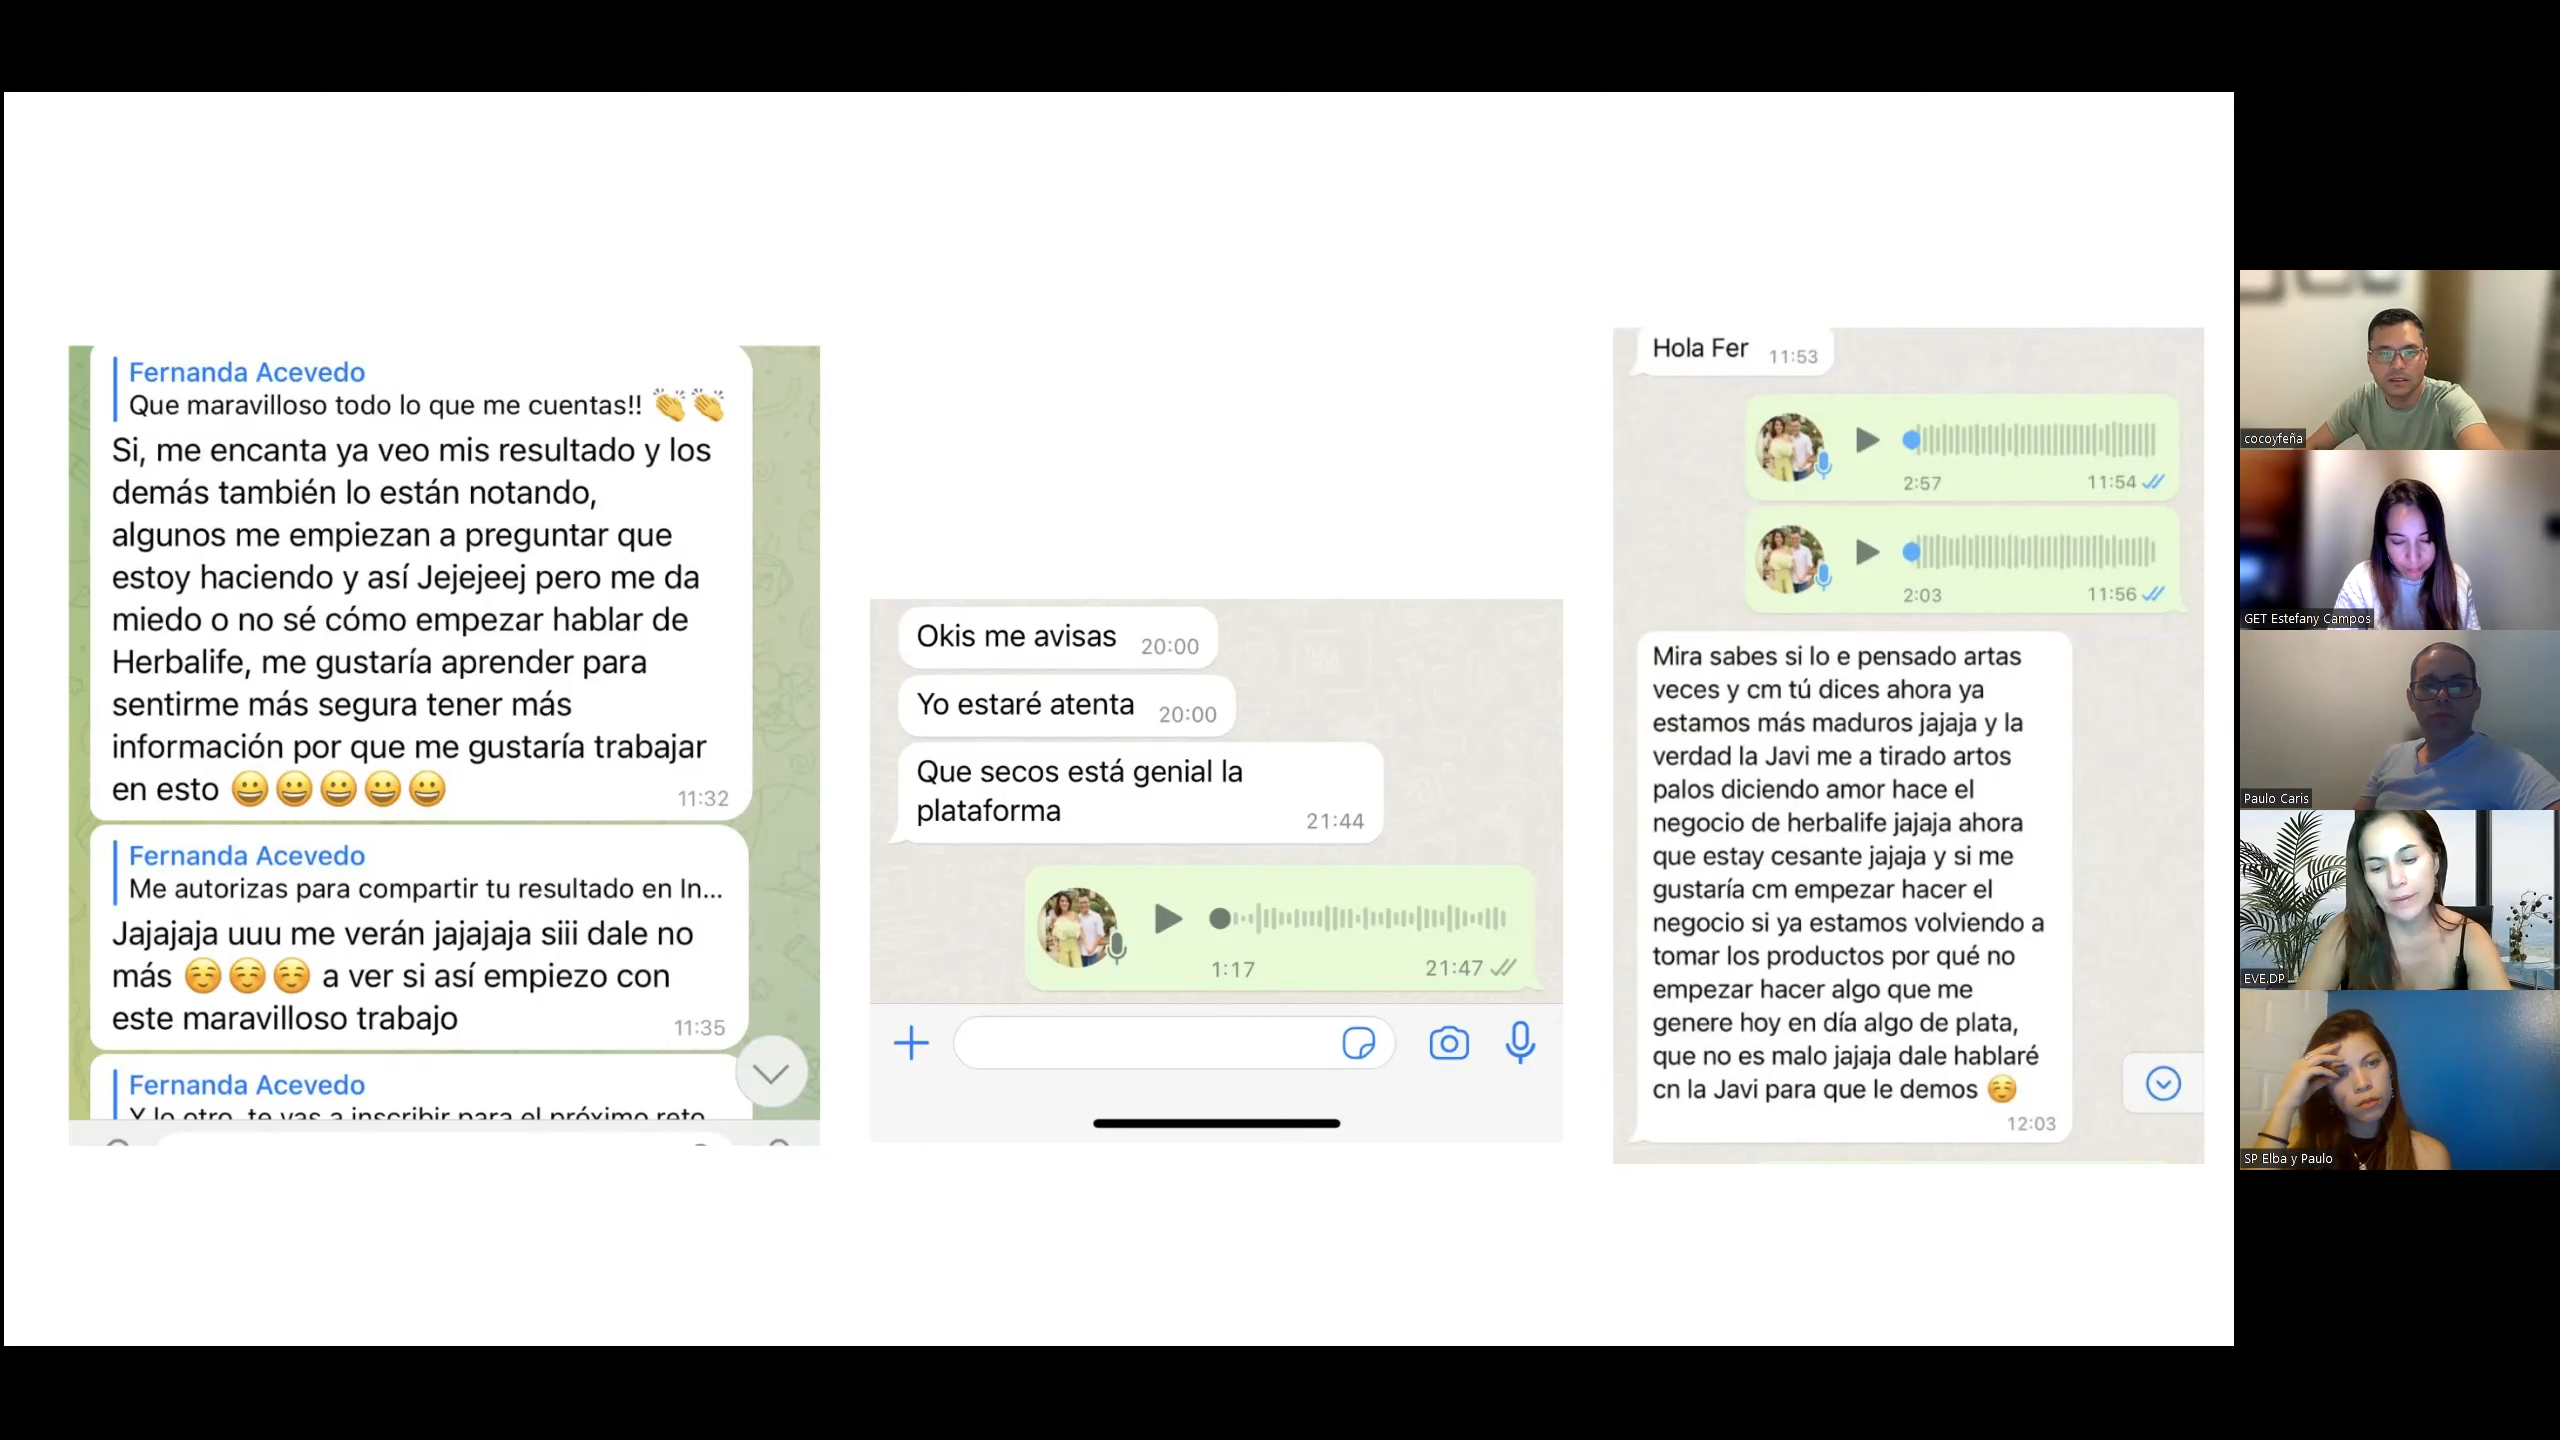 Fernanda Acevedo
Que maravilloso todo lo que me cuentas!! 👏👏
Si, me encanta ya veo mis resultado y los
demás también lo están notando,
algunos me empiezan a preguntar que
estoy haciendo y así Jejejeej pero me da
miedo o no sé cómo empezar hablar de
Herbalife, me gustaría aprender para
sentirme más segura tener más
información por que me gustaría trabajar
en esto 😀😀😀😀😀
11:32
Fernanda Acevedo
Me autorizas para compartir tu resultado en In...
Jajajaja uuu me verán jajajaja siii dale no
más ☺️☺️☺️ a ver si así empiezo con
este maravilloso trabajo
11:35
Fernanda Acevedo
Y lo otro, te vas a inscribir para el próximo reto
Okis me avisas 20:00
Yo estaré atenta 20:00
Que secos está genial la
plataforma
21:44
1:17 21:47
Hola Fer 11:53
2:57 11:54
2:03 11:56
Mira sabes si lo e pensado artas
veces y cm tú dices ahora ya
estamos más maduros jajaja y la
verdad la Javi me a tirado artos
palos diciendo amor hace el
negocio de herbalife jajaja ahora
que estay cesante jajaja y si me
gustaría cm empezar hacer el
negocio si ya estamos volviendo a
tomar los productos por qué no
empezar hacer algo que me
genere hoy en día algo de plata,
que no es malo jajaja dale hablaré
cn la Javi para que le demos ☺️
12:03
cocoyfeña
GET Estefany Campos
Paulo Caris
EVE.DP
SP Elba y Paulo